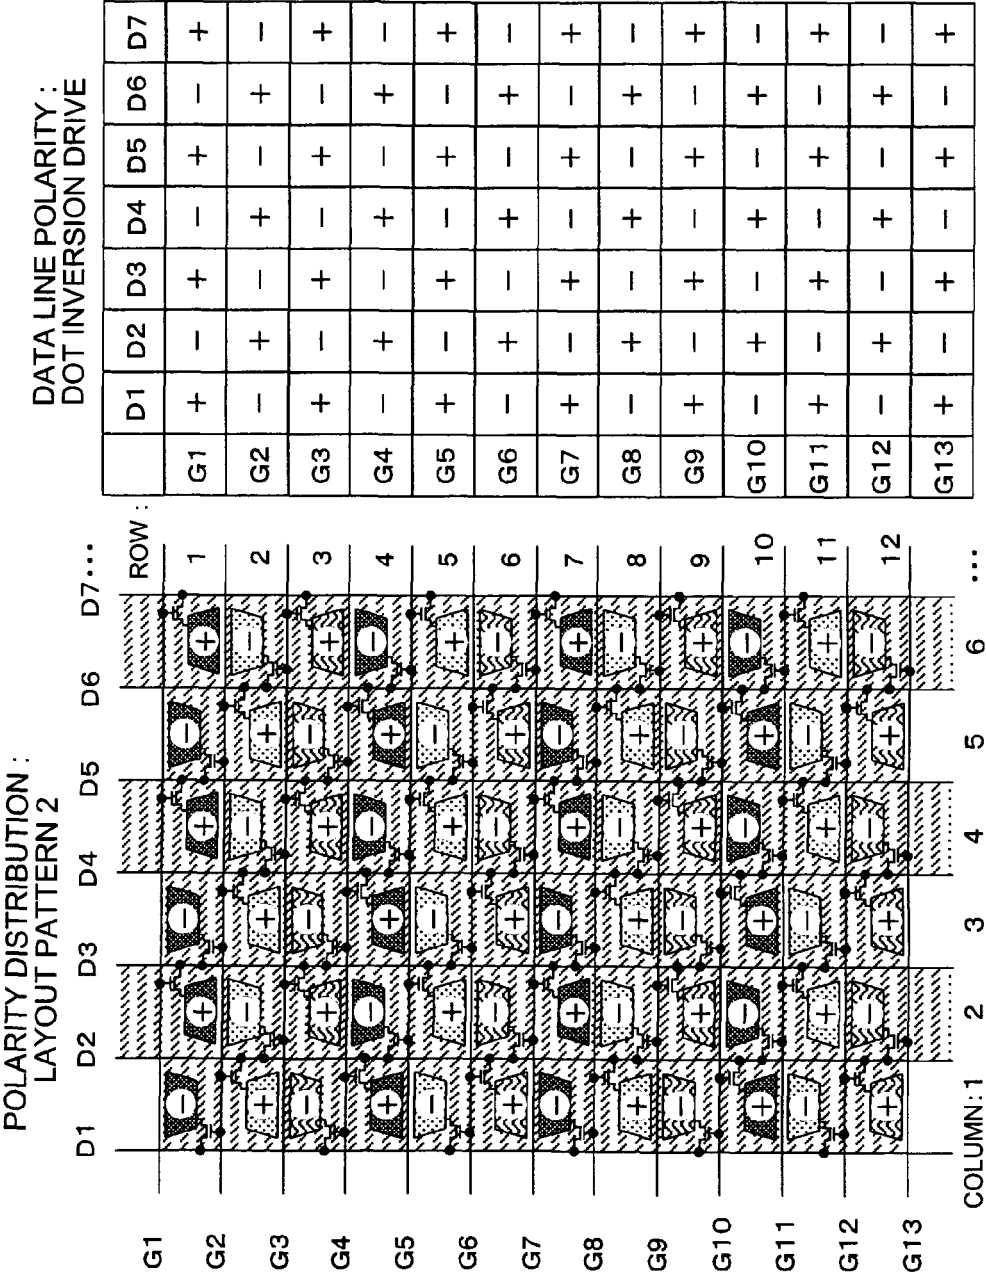 POLARITY DISTRIBUTION :
LAYOUT PATTERN 2
D1 D2 D3 D4 D5 D6 D7 ...
ROW :
G1
− + − + − + 1
G2
+ − + − + − 2
G3
− + − + − + 3
G4
+ − + − + − 4
G5
− + − + − + 5
G6
+ − + − + − 6
G7
− + − + − + 7
G8
+ − + − + − 8
G9
− + − + − + 9
G10
+ − + − + − 10
G11
− + − + − + 11
G12
+ − + − + − 12
G13
COLUMN: 1 2 3 4 5 6 ...
DATA LINE POLARITY :
DOT INVERSION DRIVE
D1 D2 D3 D4 D5 D6 D7
G1 + − + − + − +
G2 − + − + − + −
G3 + − + − + − +
G4 − + − + − + −
G5 + − + − + − +
G6 − + − + − + −
G7 + − + − + − +
G8 − + − + − + −
G9 + − + − + − +
G10 − + − + − + −
G11 + − + − + − +
G12 − + − + − + −
G13 + − + − + − +